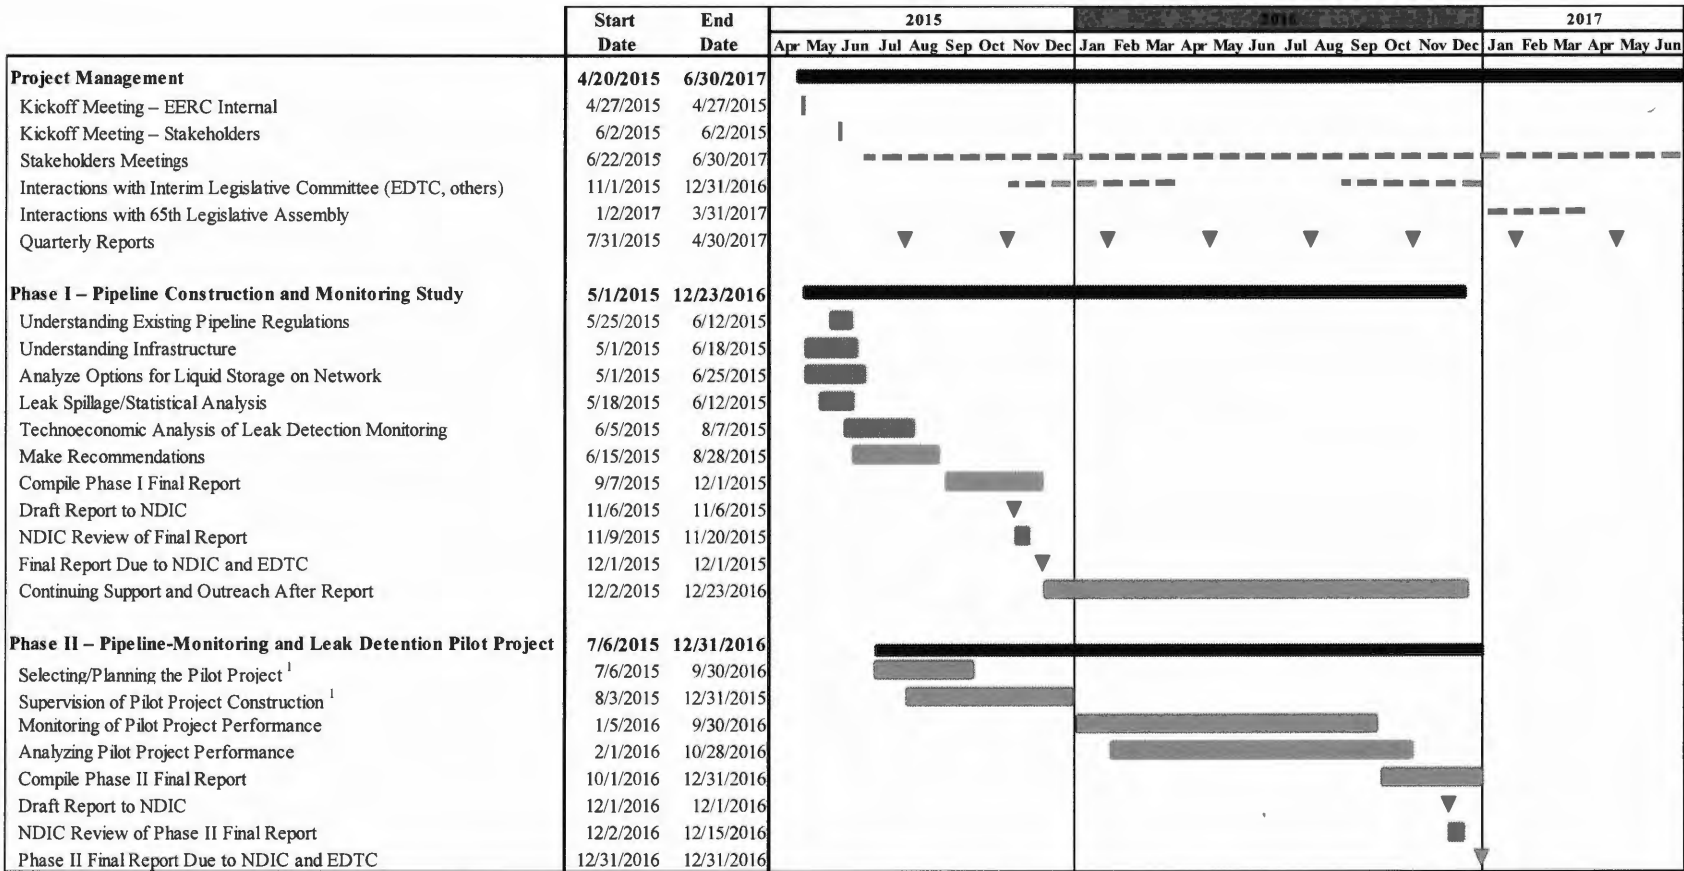 Start End 2015 2016 2017
Date Date Apr May Jun Jul Aug Sep Oct Nov Dec Jan Feb Mar Apr May Jun Jul Aug Sep Oct Nov Dec Jan Feb Mar Apr May Jun
Project Management 4/20/2015 6/30/2017
Kickoff Meeting – EERC Internal 4/27/2015 4/27/2015
Kickoff Meeting – Stakeholders 6/2/2015 6/2/2015
Stakeholders Meetings 6/22/2015 6/30/2017
Interactions with Interim Legislative Committee (EDTC, others) 11/1/2015 12/31/2016
Interactions with 65th Legislative Assembly 1/2/2017 3/31/2017
Quarterly Reports 7/31/2015 4/30/2017
Phase I – Pipeline Construction and Monitoring Study 5/1/2015 12/23/2016
Understanding Existing Pipeline Regulations 5/25/2015 6/12/2015
Understanding Infrastructure 5/1/2015 6/18/2015
Analyze Options for Liquid Storage on Network 5/1/2015 6/25/2015
Leak Spillage/Statistical Analysis 5/18/2015 6/12/2015
Technoeconomic Analysis of Leak Detection Monitoring 6/5/2015 8/7/2015
Make Recommendations 6/15/2015 8/28/2015
Compile Phase I Final Report 9/7/2015 12/1/2015
Draft Report to NDIC 11/6/2015 11/6/2015
NDIC Review of Final Report 11/9/2015 11/20/2015
Final Report Due to NDIC and EDTC 12/1/2015 12/1/2015
Continuing Support and Outreach After Report 12/2/2015 12/23/2016
Phase II – Pipeline-Monitoring and Leak Detention Pilot Project 7/6/2015 12/31/2016
Selecting/Planning the Pilot Project 1 7/6/2015 9/30/2016
Supervision of Pilot Project Construction 1 8/3/2015 12/31/2015
Monitoring of Pilot Project Performance 1/5/2016 9/30/2016
Analyzing Pilot Project Performance 2/1/2016 10/28/2016
Compile Phase II Final Report 10/1/2016 12/31/2016
Draft Report to NDIC 12/1/2016 12/1/2016
NDIC Review of Phase II Final Report 12/2/2016 12/15/2016
Phase II Final Report Due to NDIC and EDTC 12/31/2016 12/31/2016